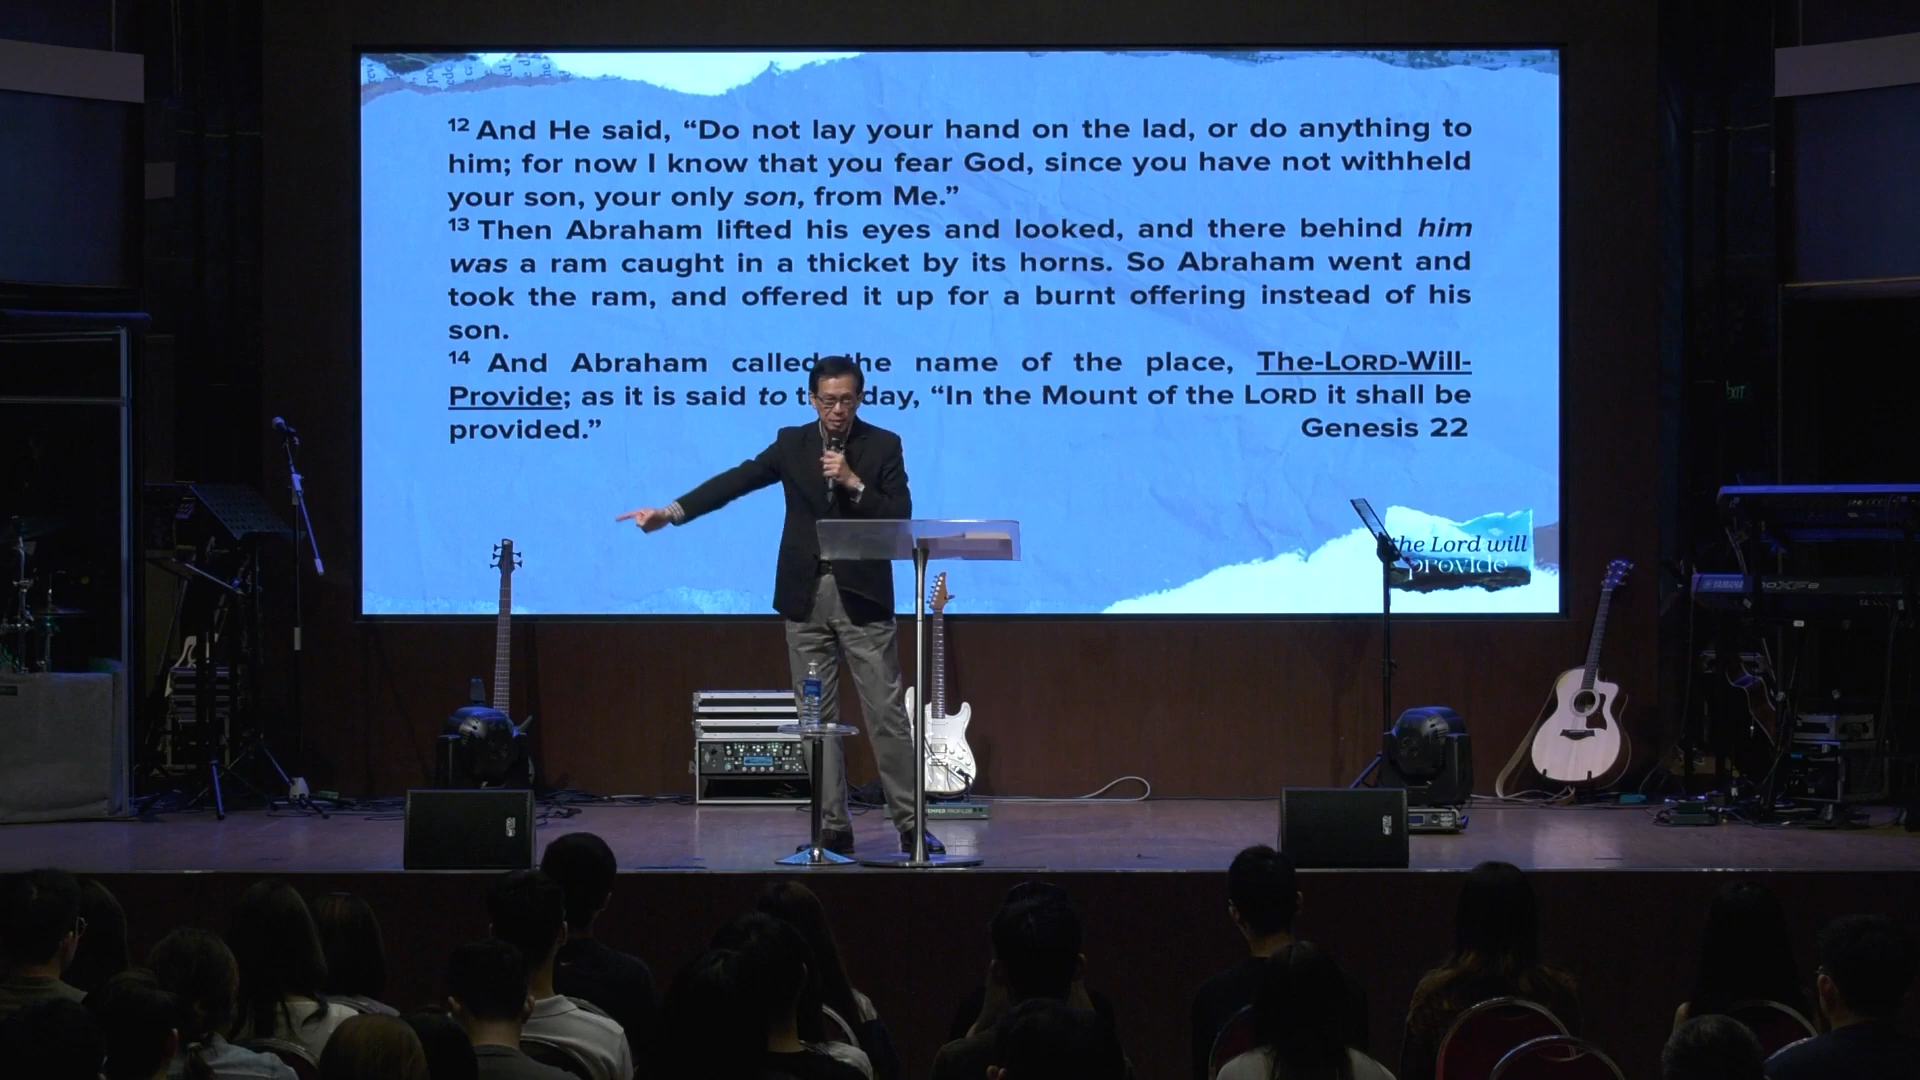 12 And He said, “Do not lay your hand on the lad, or do anything to
him; for now I know that you fear God, since you have not withheld
your son, your only son, from Me.”
13 Then Abraham lifted his eyes and looked, and there behind him
was a ram caught in a thicket by its horns. So Abraham went and
took the ram, and offered it up for a burnt offering instead of his
son.
14 And Abraham called the name of the place, The-LORD-Will-
Provide; as it is said to day, “In the Mount of the LORD it shall be
provided.” Genesis 22
the Lord will
provide
EXIT